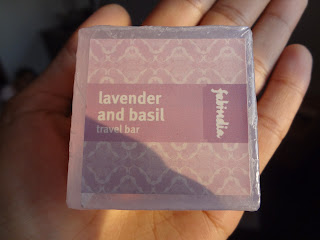 lavender
and basil
travel bar
fabindia